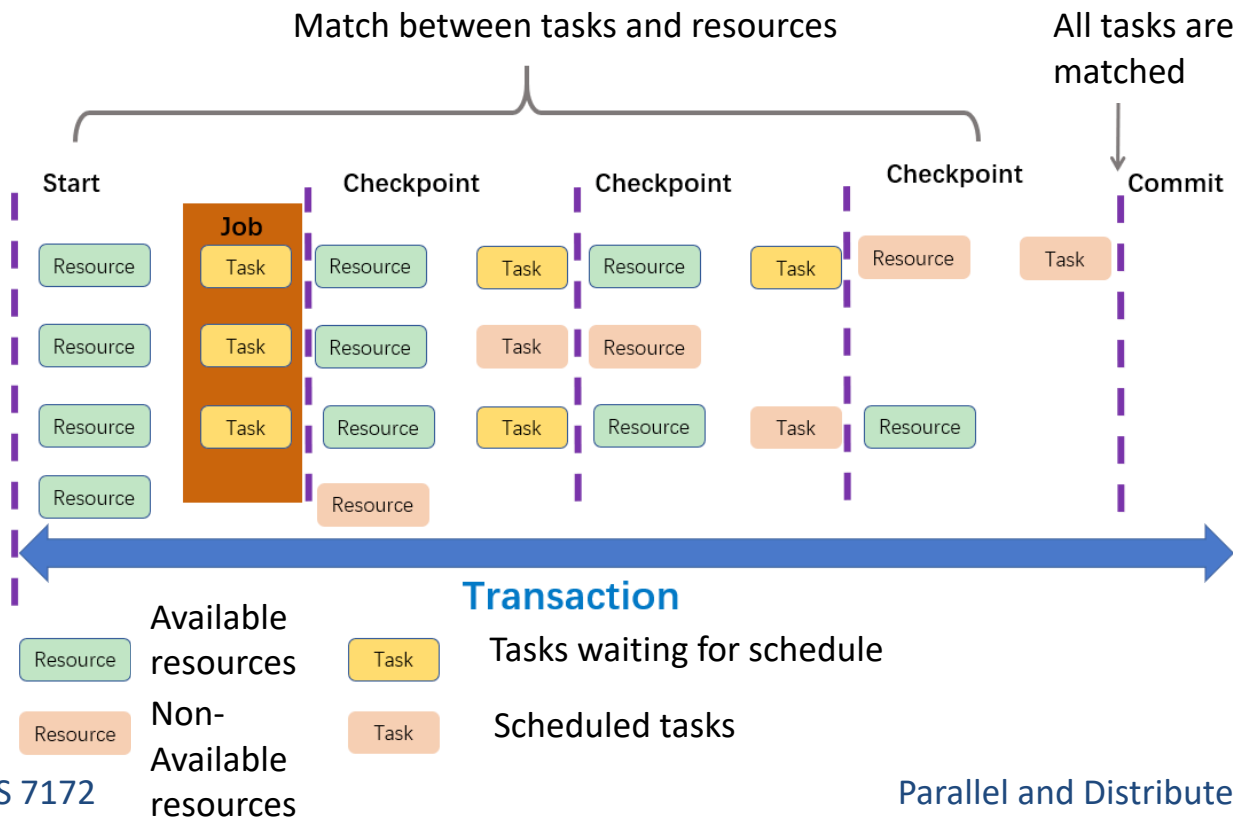 Match between tasks and resources
All tasks are
matched
Start
Checkpoint
Checkpoint
Checkpoint
Commit
Job
Resource
Task
Resource
Task
Resource
Task
Resource
Task
Resource
Task
Resource
Task
Resource
Resource
Task
Resource
Task
Resource
Task
Resource
Resource
Resource
Transaction
Resource
Available
resources
Task
Tasks waiting for schedule
Resource
Non-
Available
resources
Task
Scheduled tasks
S 7172
Parallel and Distribute